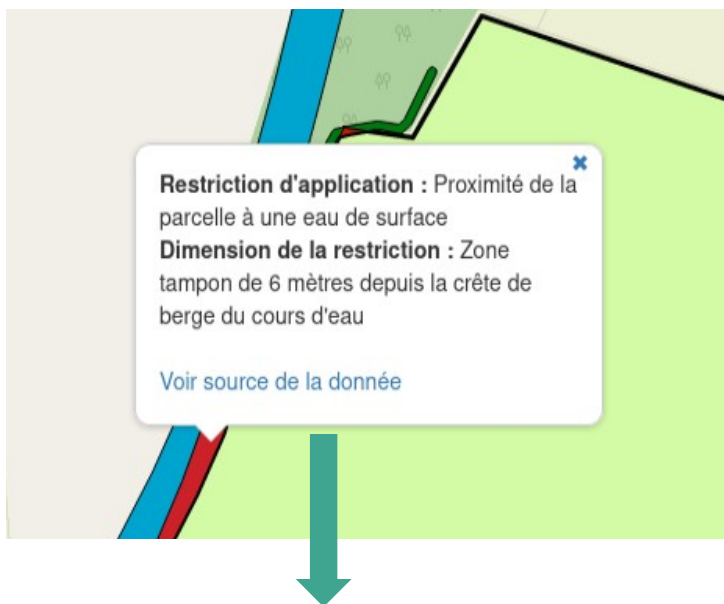 Restriction d'application : Proximité de la
parcelle à une eau de surface
Dimension de la restriction : Zone
tampon de 6 mètres depuis la crête de
berge du cours d'eau
Voir source de la donnée